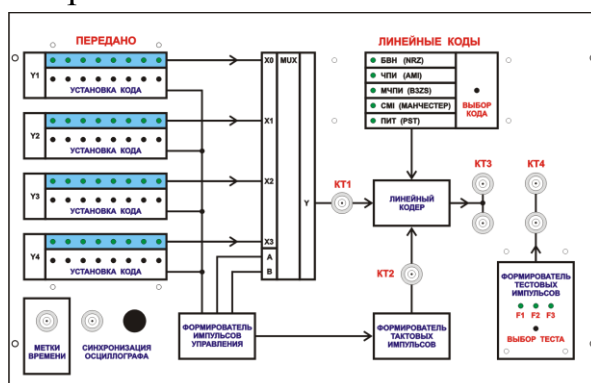 ПЕРЕДАНО
ЛИНЕЙНЫЕ КОДЫ
Y1
УСТАНОВКА КОДА
Y2
УСТАНОВКА КОДА
Y3
УСТАНОВКА КОДА
Y4
УСТАНОВКА КОДА
X0 MUX
X1
X2
Y
X3
A
B
БВН (NRZ)
ЧПИ (AMI)
МЧПИ (B3ZS)
CMI (МАНЧЕСТЕР)
ПИТ (PST)
ВЫБОР
КОДА
КТ1
ЛИНЕЙНЫЙ
КОДЕР
КТ3
КТ4
КТ2
МЕТКИ
ВРЕМЕНИ
СИНХРОНИЗАЦИЯ
ОСЦИЛЛОГРАФА
ФОРМИРОВАТЕЛЬ
ИМПУЛЬСОВ
УПРАВЛЕНИЯ
ФОРМИРОВАТЕЛЬ
ТАКТОВЫХ
ИМПУЛЬСОВ
ФОРМИРОВАТЕЛЬ
ТЕСТОВЫХ
ИМПУЛЬСОВ
F1 F2 F3
ВЫБОР ТЕСТА